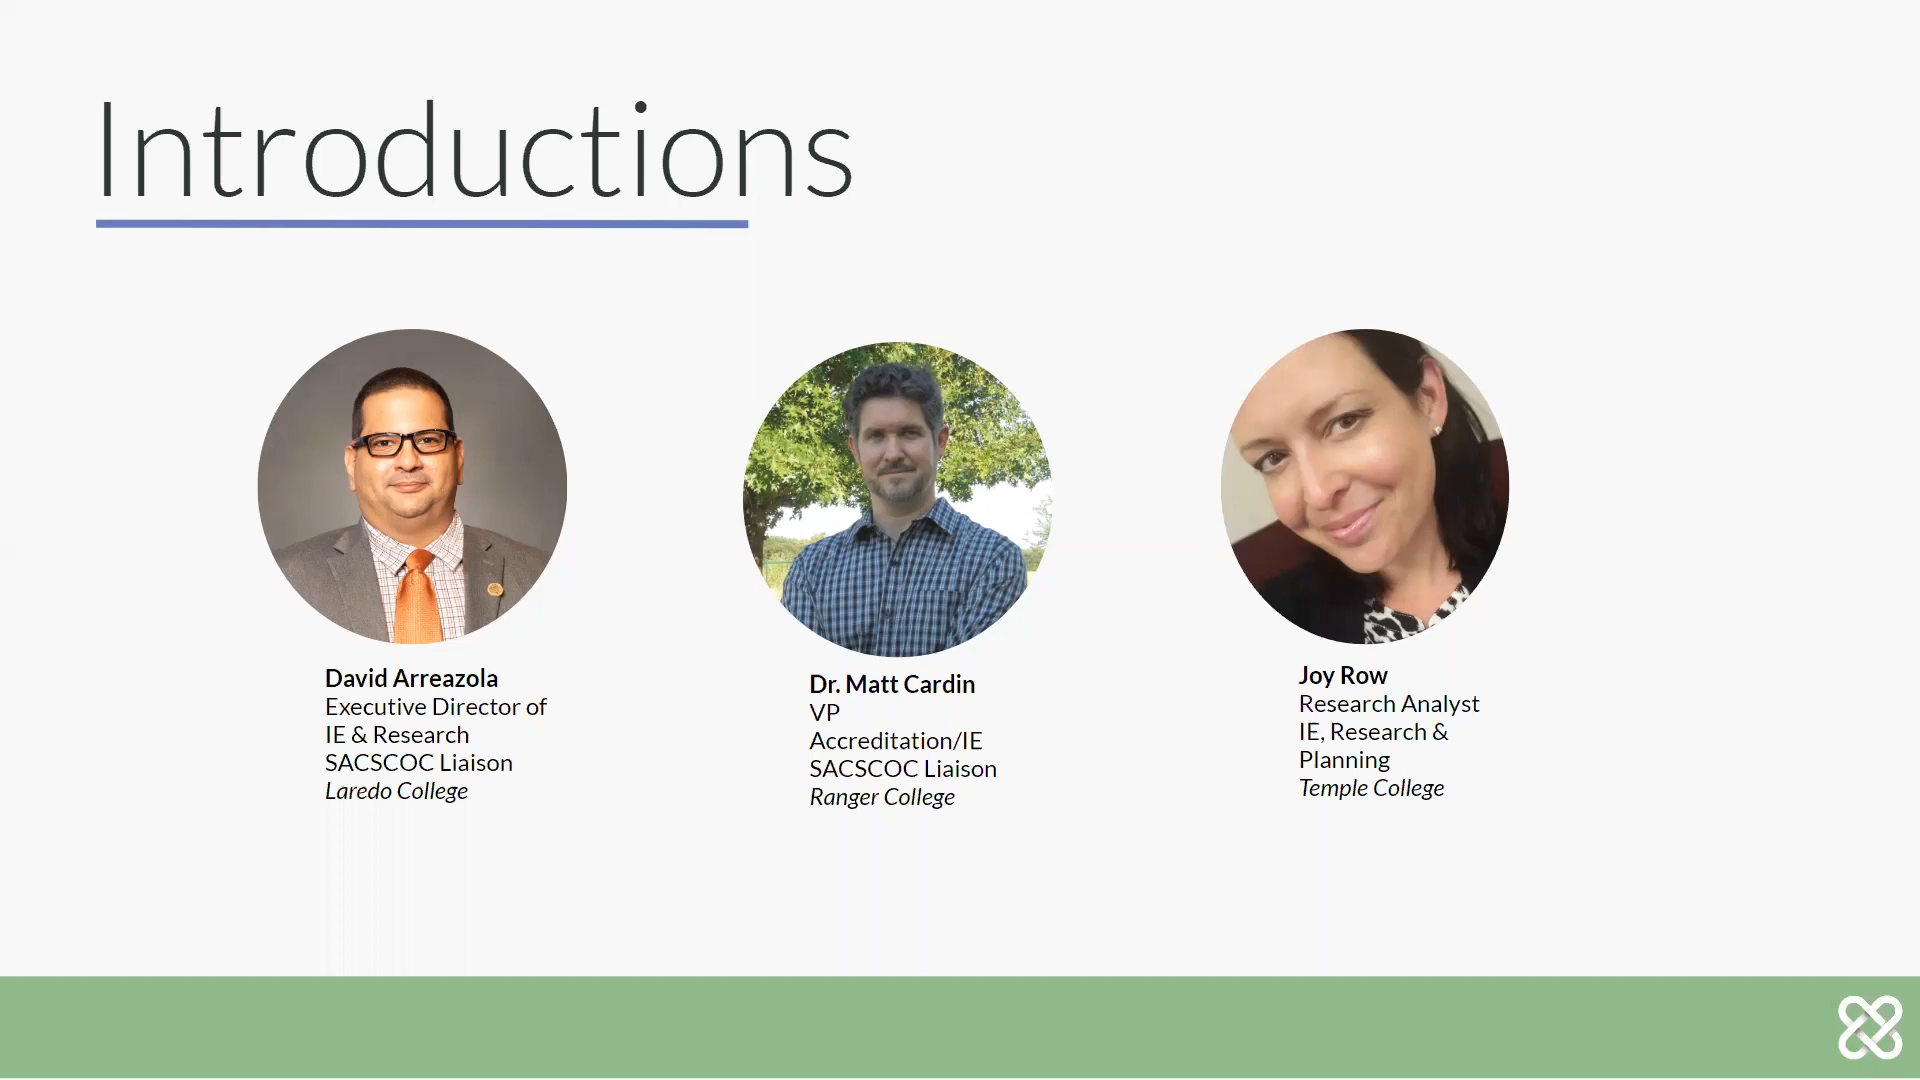 Introductions
David Arreazola
Executive Director of
IE & Research
SACSCOC Liaison
Laredo College
Dr. Matt Cardin
VP
Accreditation/IE
SACSCOC Liaison
Ranger College
Joy Row
Research Analyst
IE, Research &
Planning
Temple College